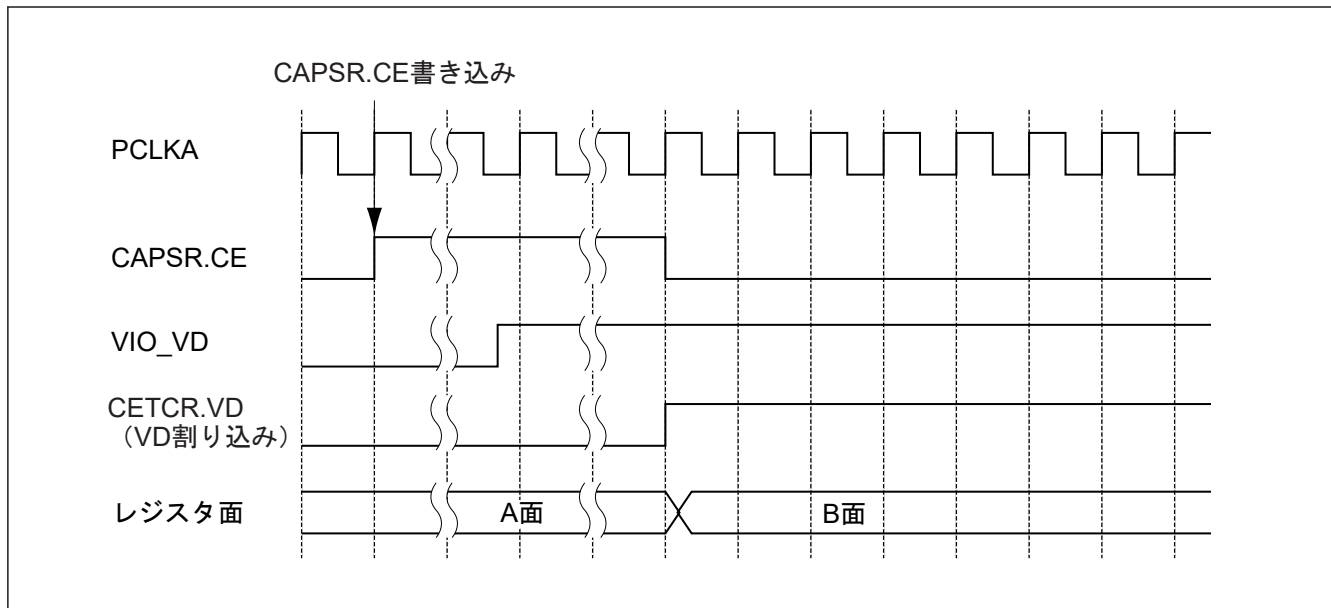 CAPSR.CE書き込み
PCLKA
CAPSR.CE
VIO_VD
CETCR.VD
（VD割り込み）
レジスタ面 A面 B面